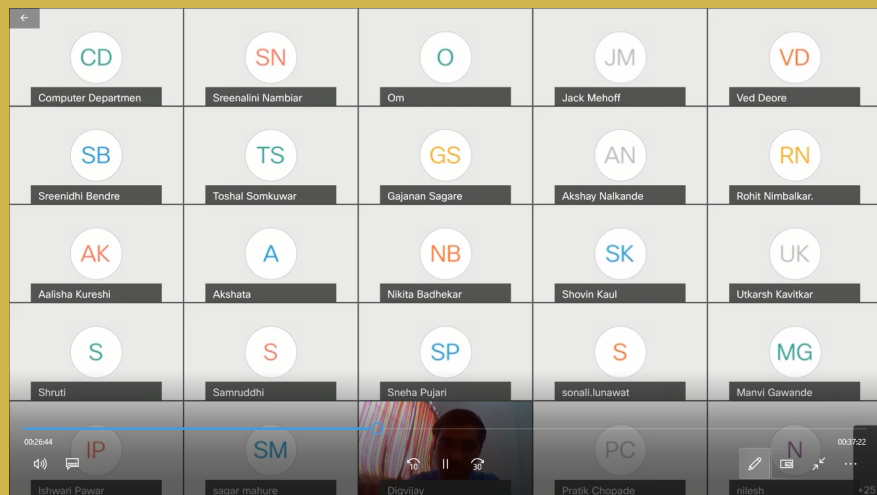 CD SN O JM VD
Computer Departmen Sreenalini Nambiar Om Jack Mehoff Ved Deore
SB TS GS AN RN
Sreenidhi Bendre Toshal Somkuwar Gajanan Sagare Akshay Nalkande Rohit Nimbalkar.
AK A NB SK UK
Aalisha Kureshi Akshata Nikita Badhekar Shovin Kaul Utkarsh Kavitkar
S S SP S MG
Shruti Samruddhi Sneha Pujari sonali.lunawat Manvi Gawande
00:26:44 00:37:22
IP SM PC N
10 30
Ishwari Pawar sagar mahure Digvijay Pratik Chopade nilesh +25